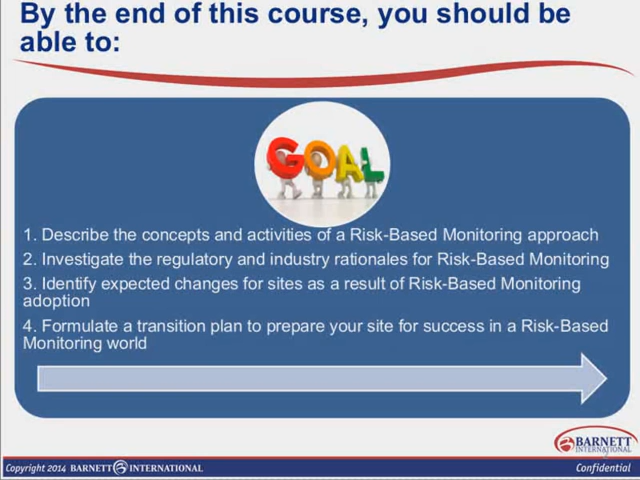 By the end of this course, you should be
able to:
GOAL
1. Describe the concepts and activities of a Risk-Based Monitoring approach
2. Investigate the regulatory and industry rationales for Risk-Based Monitoring
3. Identify expected changes for sites as a result of Risk-Based Monitoring
adoption
4. Formulate a transition plan to prepare your site for success in a Risk-Based
Monitoring world
BARNETT
INTERNATIONAL
Copyright 2014 BARNETT INTERNATIONAL
Confidential